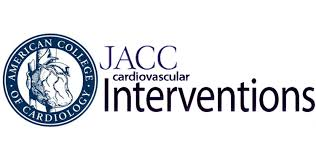 AMERICAN COLLEGE
OF CARDIOLOGY
JACC
cardiovascular
Interventions